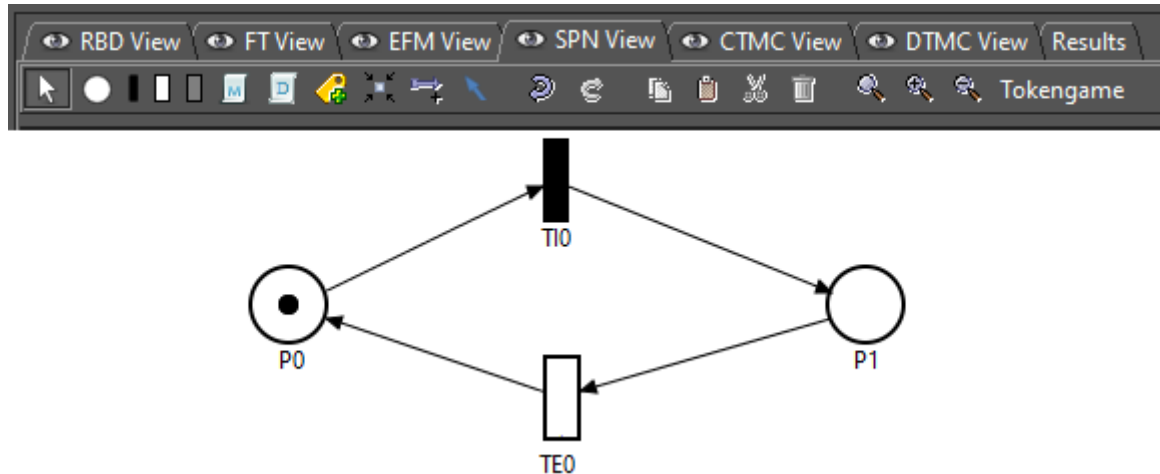 RBD View FT View EFM View SPN View CTMC View DTMC View Results
M D Tokengame
TI0
P0 P1
TE0